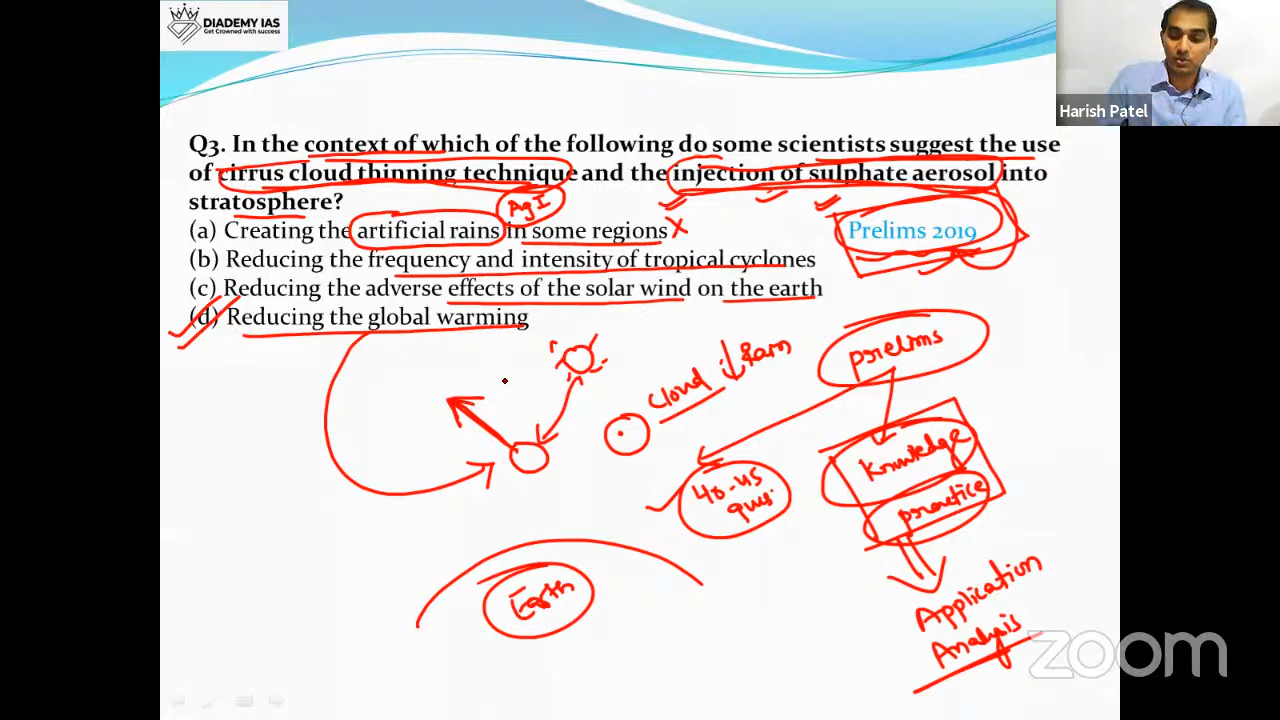 DIADEMY IAS
Get Crowned with success
Harish Patel
Q3. In the context of which of the following do some scientists suggest the use
of cirrus cloud thinning technique and the injection of sulphate aerosol into
stratosphere?
AgI
(a) Creating the artificial rains in some regions
Prelims 2019
(b) Reducing the frequency and intensity of tropical cyclones
(c) Reducing the adverse effects of the solar wind on the earth
(d) Reducing the global warming
prelims
Cloud Rain
Knowledge
40-45
ques.
practice
Earth
Application
Analysis
zoom